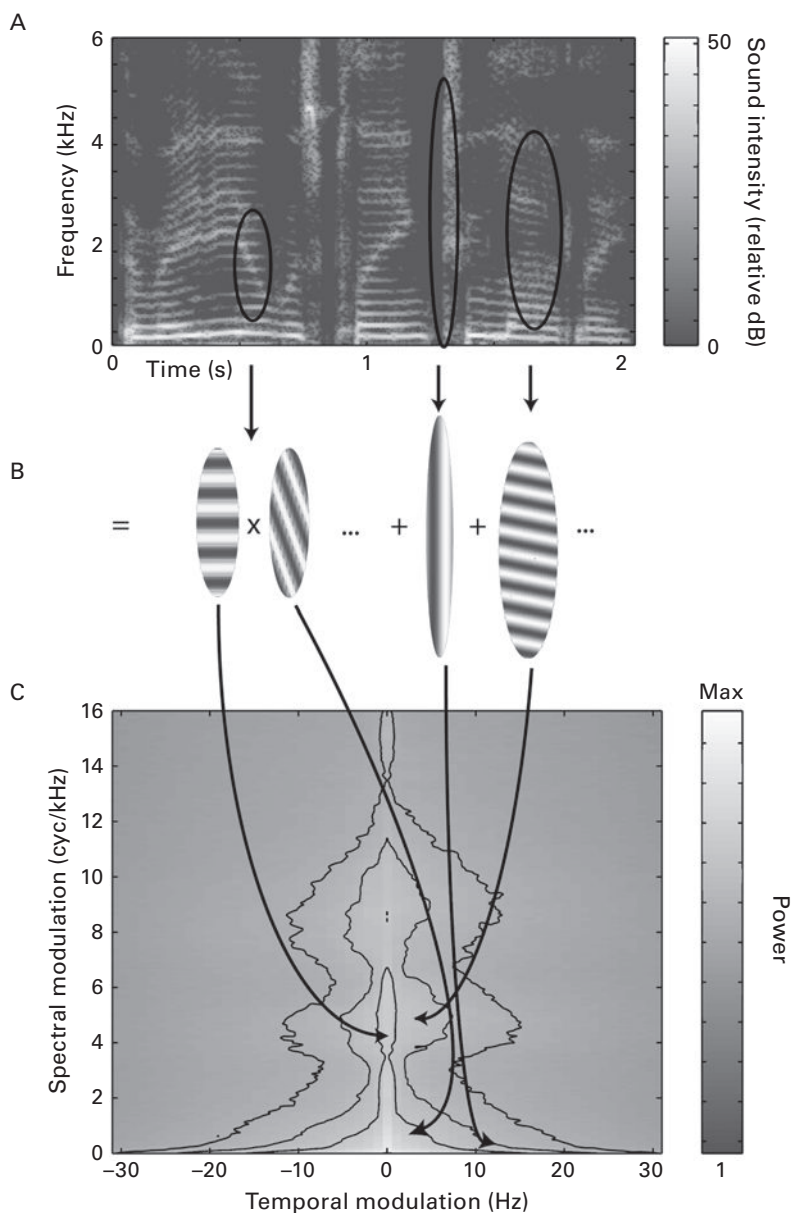 A
6
4
2
0
Frequency (kHz)
0
1
2
Time (s)
50
0
Sound intensity (relative dB)
B
=
x
...
+
+
...
C
16
14
12
10
8
6
4
2
0
Spectral modulation (cyc/kHz)
−30
−20
−10
0
10
20
30
Temporal modulation (Hz)
Max
1
Power